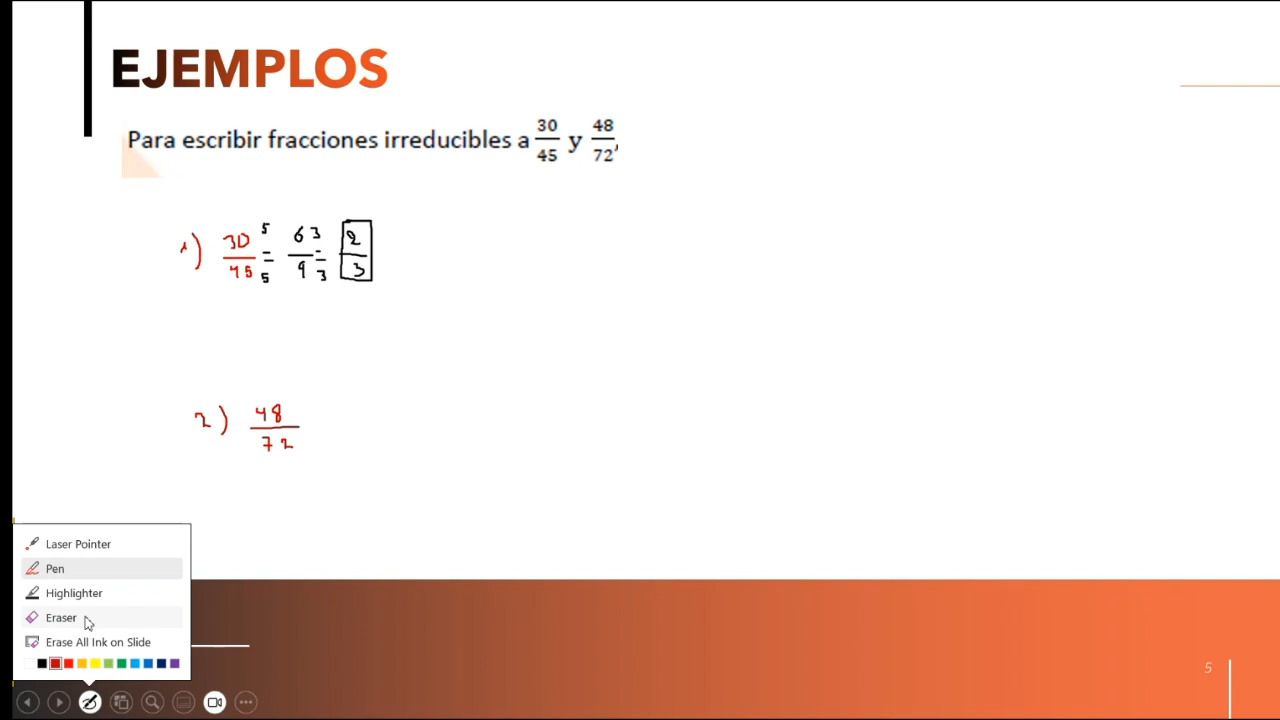 EJEMPLOS
Para escribir fracciones irreducibles a 30/45 y 48/72,
1) 30/45 5/5 = 6/9 3/3 = 2/3
2) 48/72
Laser Pointer
Pen
Highlighter
Eraser
Erase All Ink on Slide
5